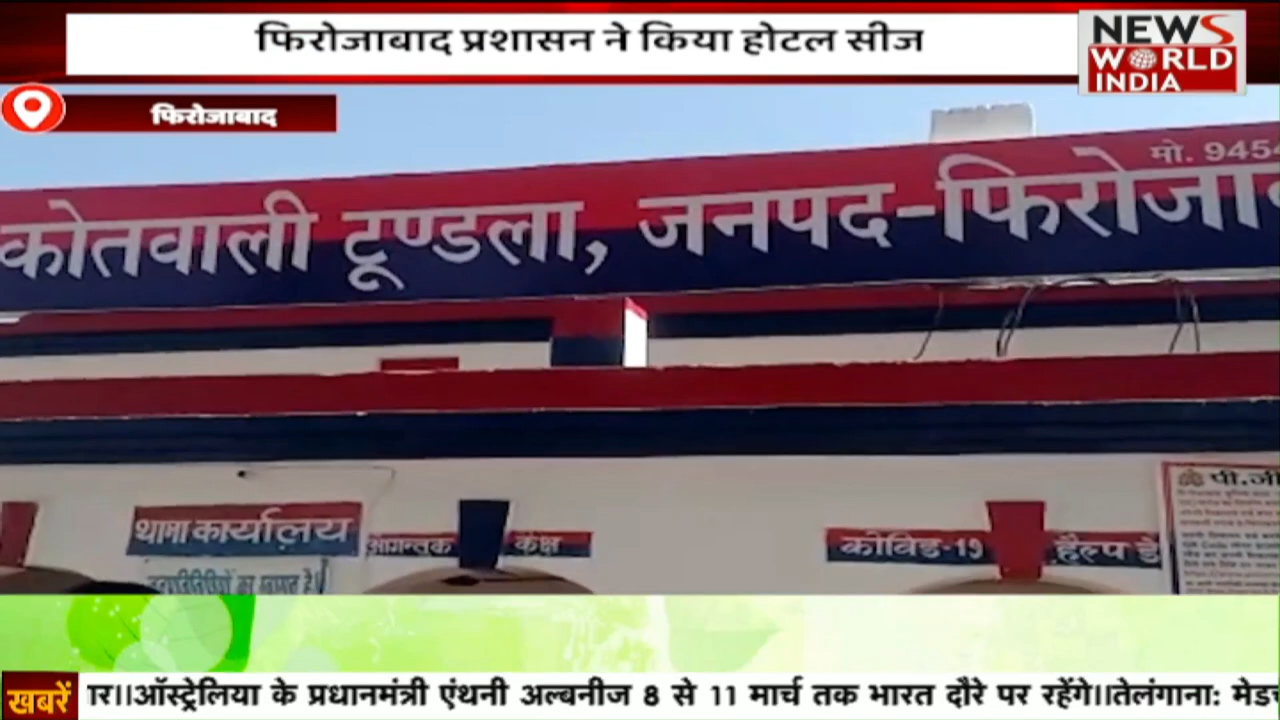 फिरोजाबाद प्रशासन ने किया होटल सीज
NEWS
WORLD
INDIA
फिरोजाबाद
मो. 9454
कोतवाली टूण्डला, जनपद-फिरोजाब
थाना कार्यालय
आगन्तुक कक्ष
कोविड-19 हैल्प डे
पी.जी
खबरें ार।।ऑस्ट्रेलिया के प्रधानमंत्री एंथनी अल्बनीज 8 से 11 मार्च तक भारत दौरे पर रहेंगे।।तेलंगाना: मेडच